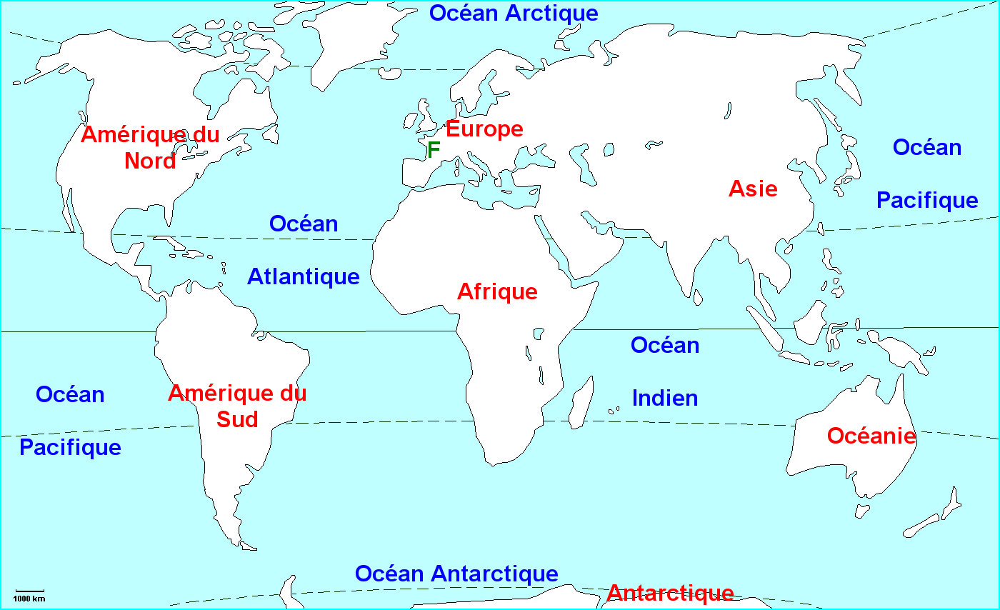 Océan Arctique
Amérique du
Nord
Europe
F
Océan
Pacifique
Asie
Océan
Atlantique
Afrique
Océan
Indien
Océan
Pacifique
Amérique du
Sud
Océanie
Océan Antarctique
Antarctique
1000 km